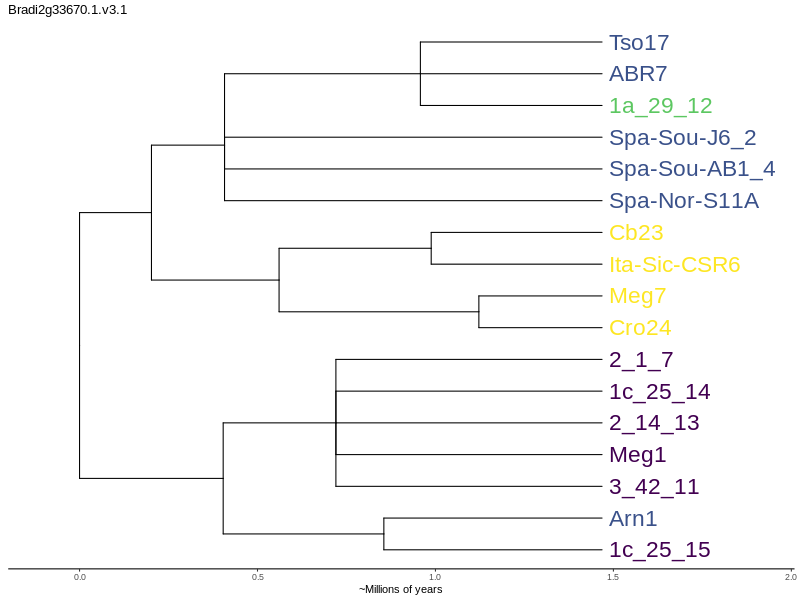 Bradi2g33670.1.v3.1
Tso17
ABR7
1a_29_12
Spa-Sou-J6_2
Spa-Sou-AB1_4
Spa-Nor-S11A
Cb23
Ita-Sic-CSR6
Meg7
Cro24
2_1_7
1c_25_14
2_14_13
Meg1
3_42_11
Arn1
1c_25_15
0.0 0.5 1.0 1.5 2.0
~Millions of years